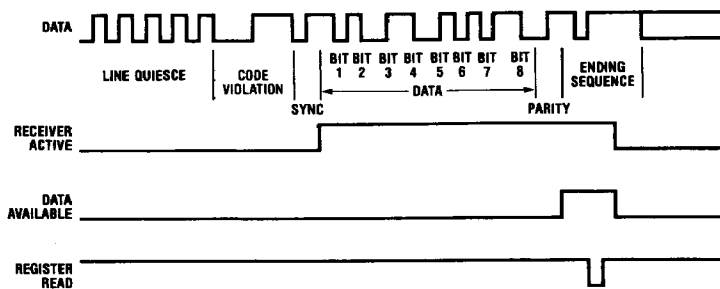 DATA
LINE QUIESCE
CODE
VIOLATION
SYNC
BIT BIT BIT BIT BIT BIT BIT BIT
1 2 3 4 5 6 7 8
DATA
PARITY
ENDING
SEQUENCE
RECEIVER
ACTIVE
DATA
AVAILABLE
REGISTER
READ